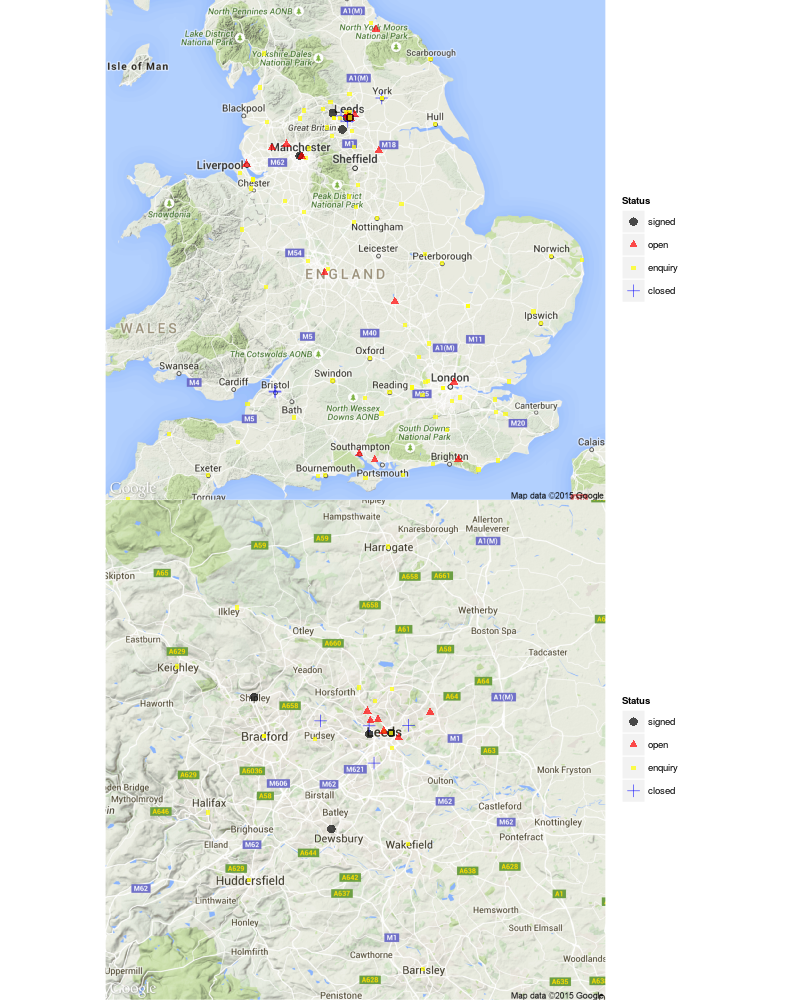 North Pennines AONB
A1(M)
Lake District
National Park
North York Moors
National Park
Scarborough
Isle of Man
Yorkshire Dales
National Park
A1(M)
York
Blackpool
Leeds
Hull
Great Britain
Manchester
M1
M18
Liverpool
M62
Sheffield
Chester
Snowdonia
Peak District
National Park
Nottingham
M54
Leicester
Peterborough
Norwich
ENGLAND
WALES
Ipswich
M5
M40
M11
The Cotswolds AONB
A1(M)
Oxford
Swansea
Swindon
London
M4
Cardiff
Bristol
Reading
M25
Bath
North Wessex
Downs AONB
Canterbury
M5
M20
South Downs
National Park
Southampton
Brighton
Calais
Exeter
Bournemouth
Portsmouth
Google
Torquay
Map data ©2015 Google
Status
signed
open
enquiry
closed
Ripley
Hampsthwaite
Knaresborough
Allerton
Mauleverer
A59
A59
Harrogate
A1(M)
Skipton
A65
A658
A661
Ilkley
A658
Wetherby
Otley
A61
Boston Spa
Eastburn
A660
A58
Tadcaster
A629
Keighley
Yeadon
A64
Haworth
Shipley
Horsforth
A64
A1(M)
A658
Bradford
Pudsey
Leeds
M1
A63
M621
A629
A6036
Monk Fryston
M606
M62
Oulton
Mytholmroyd
A58
Birstall
M62
Castleford
A646
Halifax
Batley
M62
Knottingley
Brighouse
Dewsbury
Pontefract
Elland
M62
Wakefield
A644
A629
A638
A628
Huddersfield
A642
M62
A637
A1
Linthwaite
Hemsworth
Honley
South Elmsall
M1
Holmfirth
Cawthorne
Woodlands
Uppermill
Barnsley
A628
A635
Google
Penistone
Map data ©2015 Google
Status
signed
open
enquiry
closed